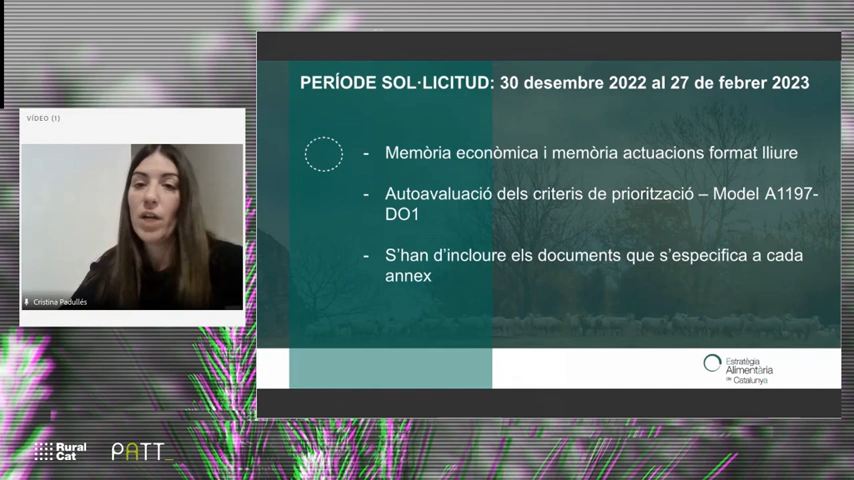 PERÍODE SOL·LICITUD: 30 desembre 2022 al 27 de febrer 2023
VÍDEO (1)
- Memòria econòmica i memòria actuacions format lliure
- Autoavaluació dels criteris de priorització – Model A1197-
DO1
- S'han d'incloure els documents que s'especifica a cada
annex
Cristina Padullés
Estratègia
Alimentària
de Catalunya
Rural
Cat
PATT_